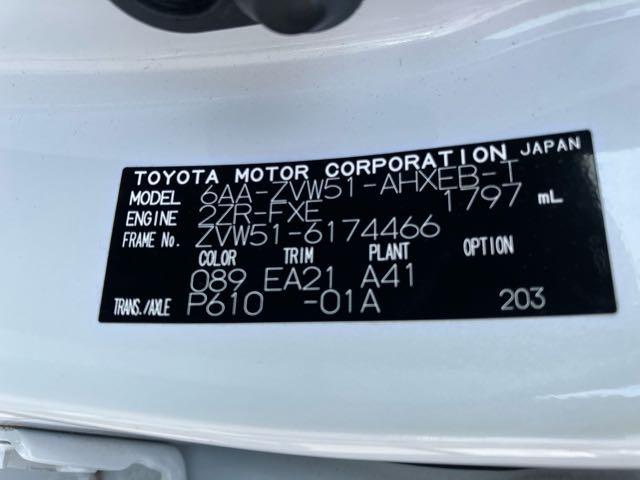 TOYOTA MOTOR CORPORATION JAPAN
MODEL 6AA-ZVW51-AHXEB-T
ENGINE 2ZR-FXE 1797 mL
FRAME No. ZVW51-6174466
COLOR TRIM PLANT OPTION
089 EA21 A41
TRANS./AXLE P610 -01A 203